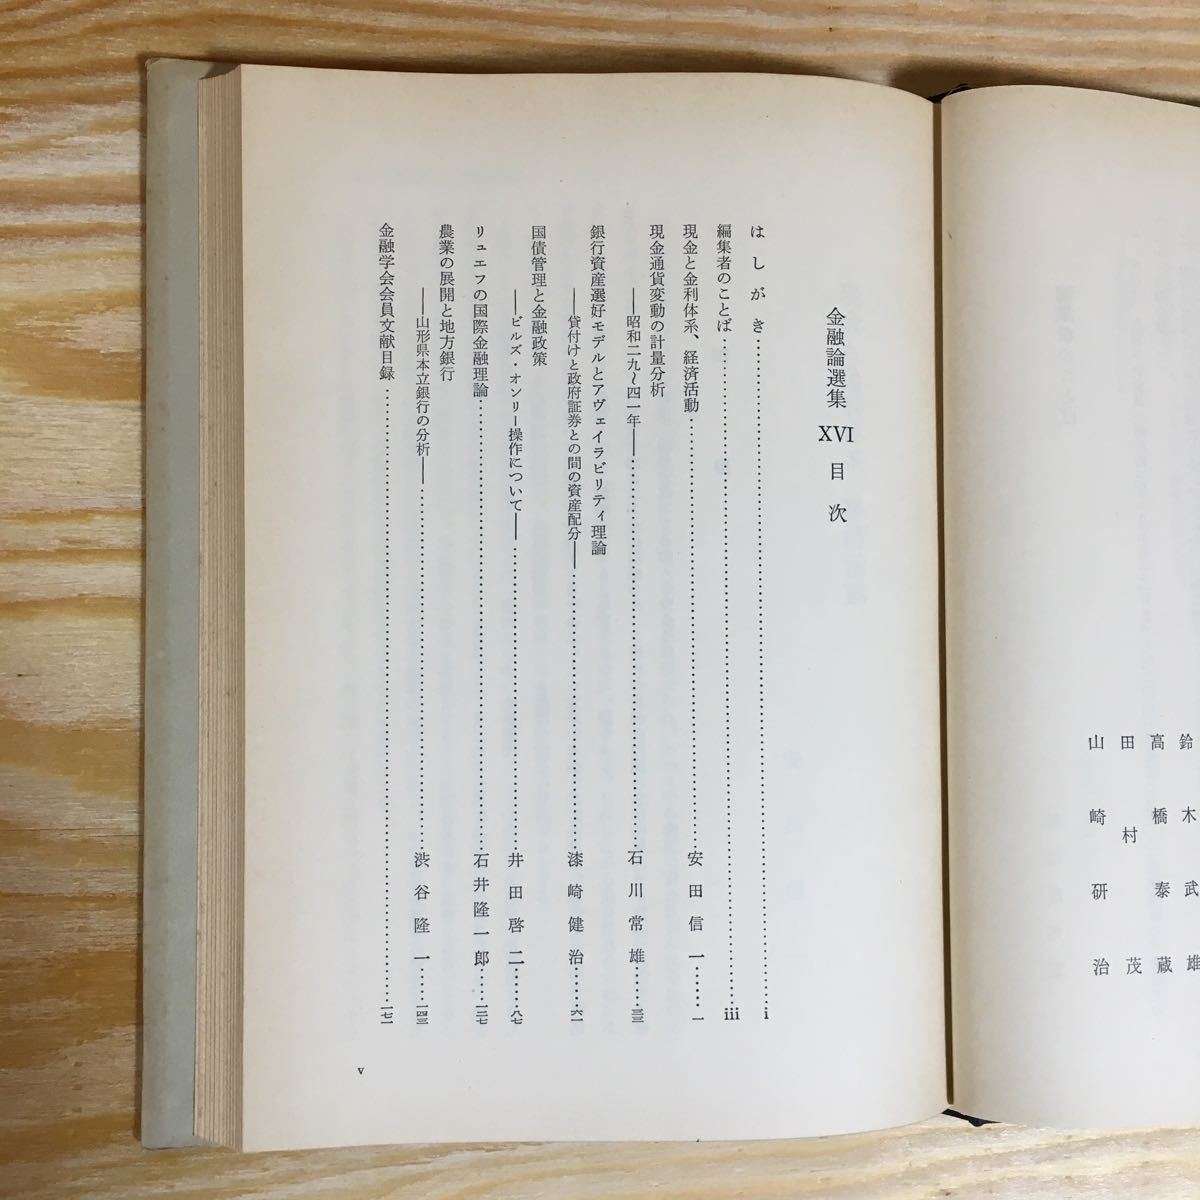 鈴木武雄
高橋泰蔵
田村茂
山崎研治
金融論選集 XVI 目次
はしがき……i
編集者のことば……iii
現金と金利体系、経済活動……安田信一……一
現金通貨変動の計量分析
――昭和二九〜四一年――……石川常雄……三三
銀行資産選好モデルとアヴェイラビリティ理論
――貸付けと政府証券との間の資産配分――……漆崎健治……六一
国債管理と金融政策
――ビルズ・オンリー操作について――……井田啓二……八七
リュエフの国際金融理論……石井隆一郎……一二七
農業の展開と地方銀行
――山形県本立銀行の分析――……渋谷隆一……一四三
金融学会会員文献目録……一七一
v